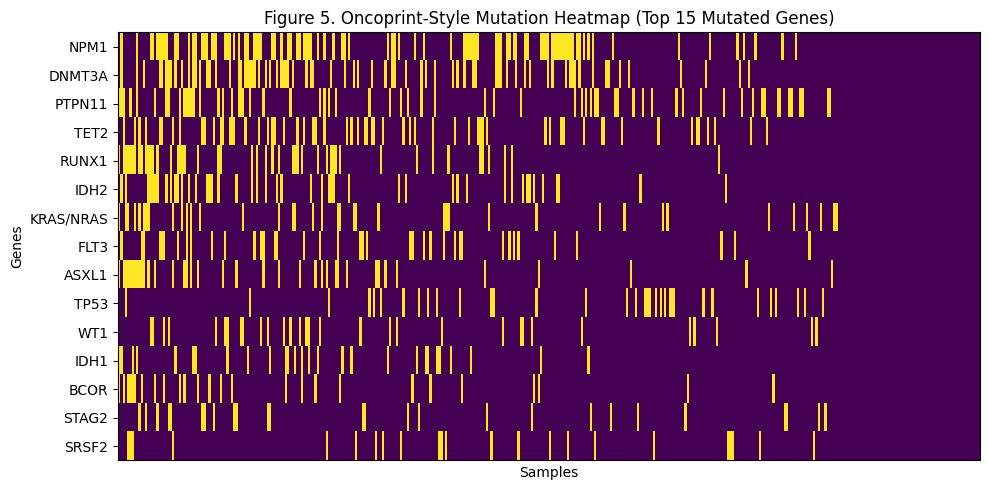 Figure 5. Oncoprint-Style Mutation Heatmap (Top 15 Mutated Genes)
NPM1
DNMT3A
PTPN11
TET2
RUNX1
IDH2
KRAS/NRAS
FLT3
ASXL1
TP53
WT1
IDH1
BCOR
STAG2
SRSF2
Genes
Samples